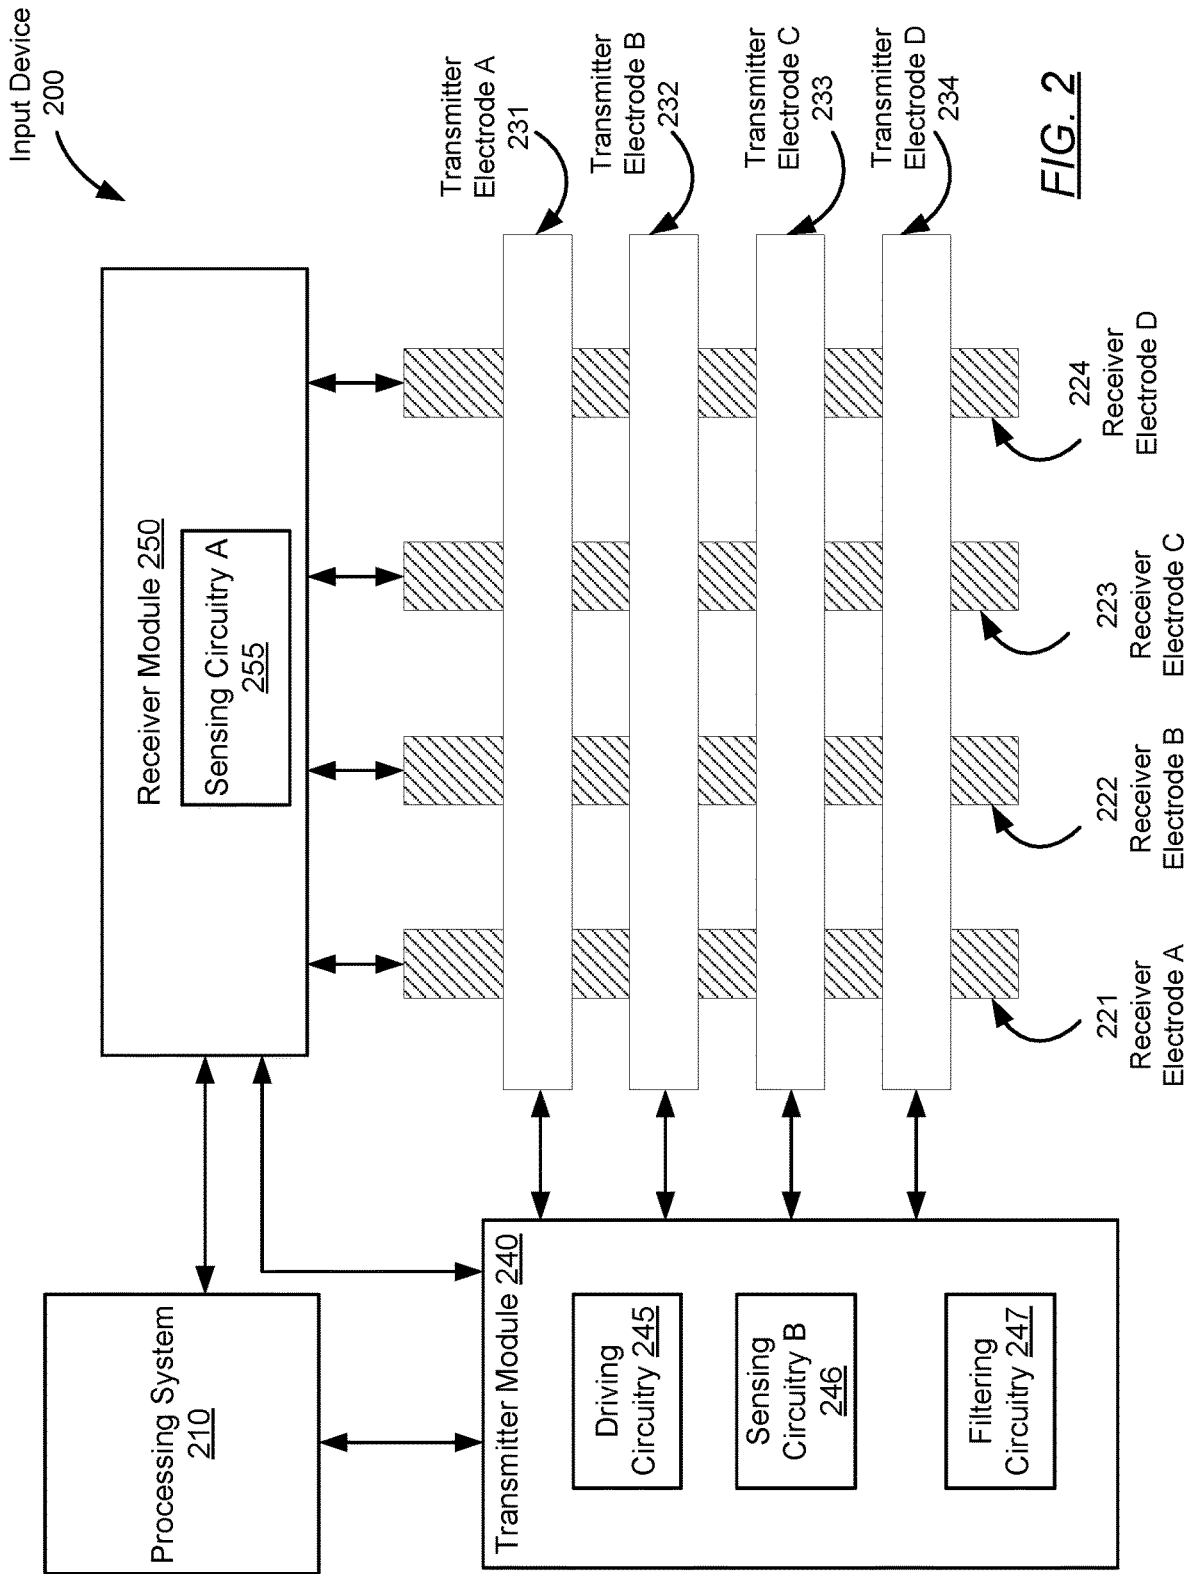 Input Device
200
Processing System
210
Receiver Module 250
Sensing Circuitry A
255
Transmitter Module 240
Driving
Circuitry 245
Sensing
Circuitry B
246
Filtering
Circuitry 247
Transmitter
Electrode A
231
Transmitter
Electrode B
232
Transmitter
Electrode C
233
Transmitter
Electrode D
234
221
Receiver
Electrode A
222
Receiver
Electrode B
223
Receiver
Electrode C
224
Receiver
Electrode D
FIG. 2